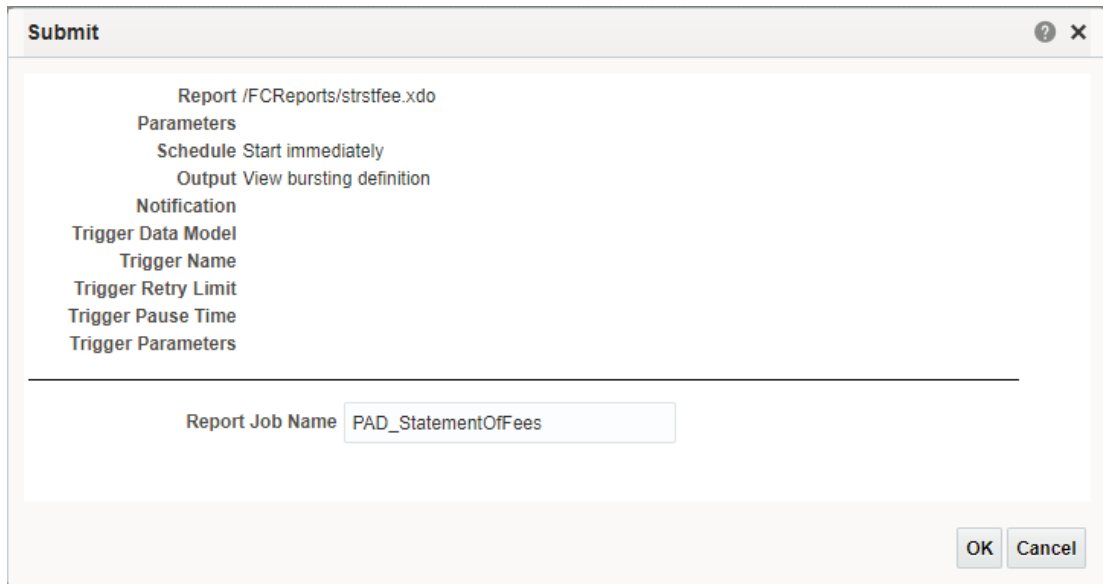 Submit
Report /FCReports/strstfee.xdo
Parameters
Schedule Start immediately
Output View bursting definition
Notification
Trigger Data Model
Trigger Name
Trigger Retry Limit
Trigger Pause Time
Trigger Parameters
Report Job Name PAD_StatementOfFees
OK Cancel